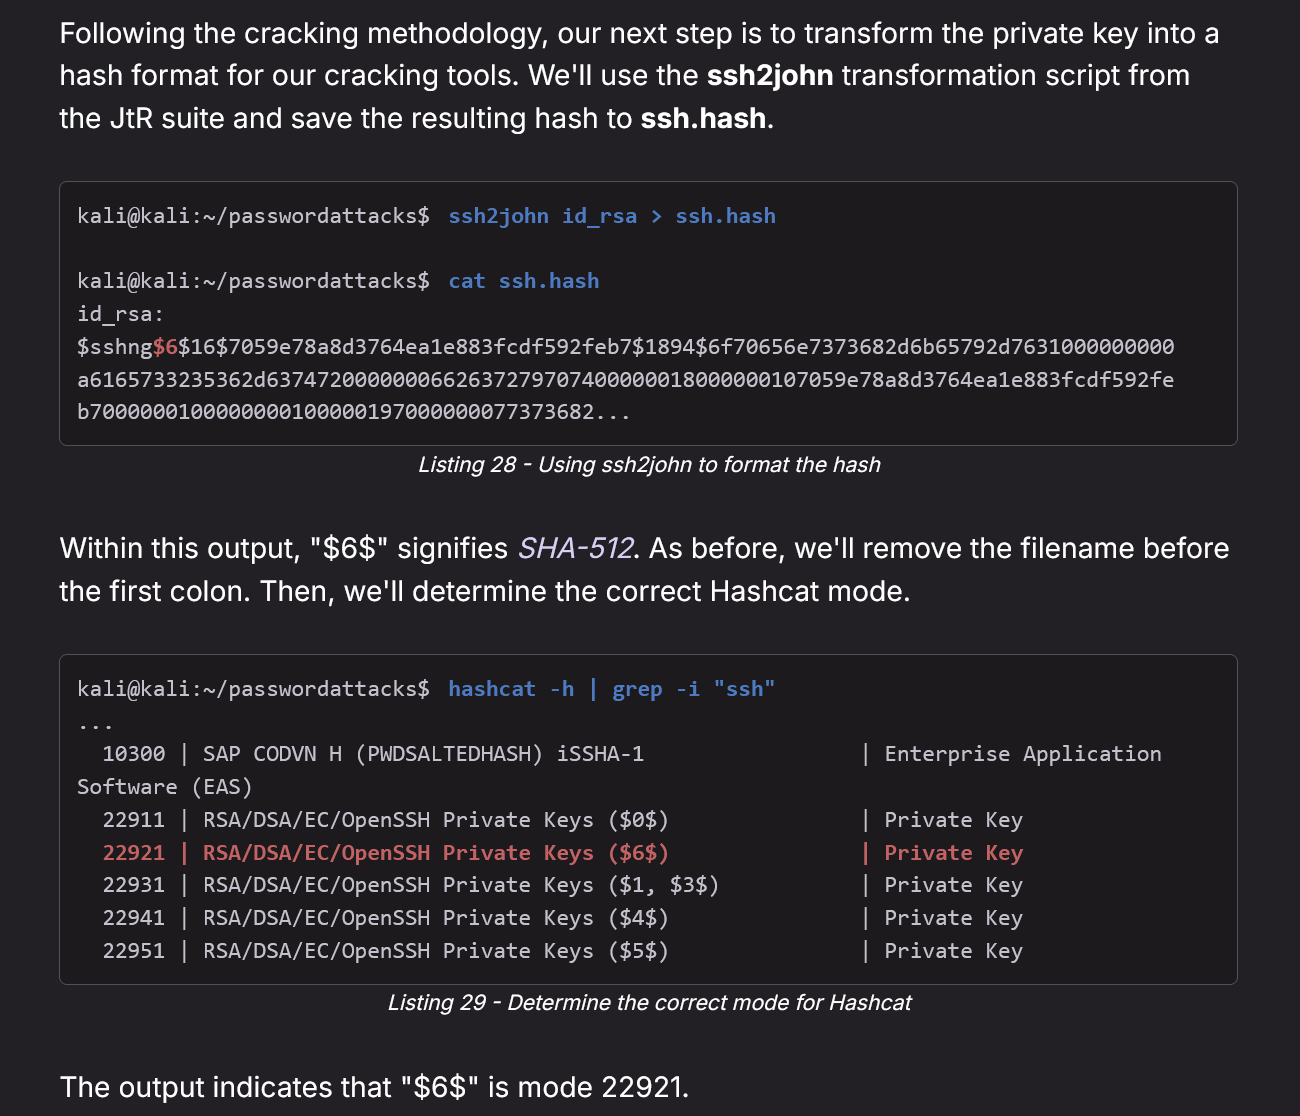 Following the cracking methodology, our next step is to transform the private key into a
hash format for our cracking tools. We'll use the ssh2john transformation script from
the JtR suite and save the resulting hash to ssh.hash.
kali@kali:~/passwordattacks$ ssh2john id_rsa > ssh.hash
kali@kali:~/passwordattacks$ cat ssh.hash
id_rsa:
$sshng$6$16$7059e78a8d3764ea1e883fcdf592feb7$1894$6f70656e7373682d6b65792d7631000000000
a6165733235362d6374720000000662637279707400000018000000107059e78a8d3764ea1e883fcdf592fe
b7000000100000000100000197000000077373682...
Listing 28 - Using ssh2john to format the hash
Within this output, "$6$" signifies SHA-512. As before, we'll remove the filename before
the first colon. Then, we'll determine the correct Hashcat mode.
kali@kali:~/passwordattacks$ hashcat -h | grep -i "ssh"
...
10300 | SAP CODVN H (PWDSALTEDHASH) iSSHA-1 | Enterprise Application
Software (EAS)
22911 | RSA/DSA/EC/OpenSSH Private Keys ($0$) | Private Key
22921 | RSA/DSA/EC/OpenSSH Private Keys ($6$) | Private Key
22931 | RSA/DSA/EC/OpenSSH Private Keys ($1, $3$) | Private Key
22941 | RSA/DSA/EC/OpenSSH Private Keys ($4$) | Private Key
22951 | RSA/DSA/EC/OpenSSH Private Keys ($5$) | Private Key
Listing 29 - Determine the correct mode for Hashcat
The output indicates that "$6$" is mode 22921.